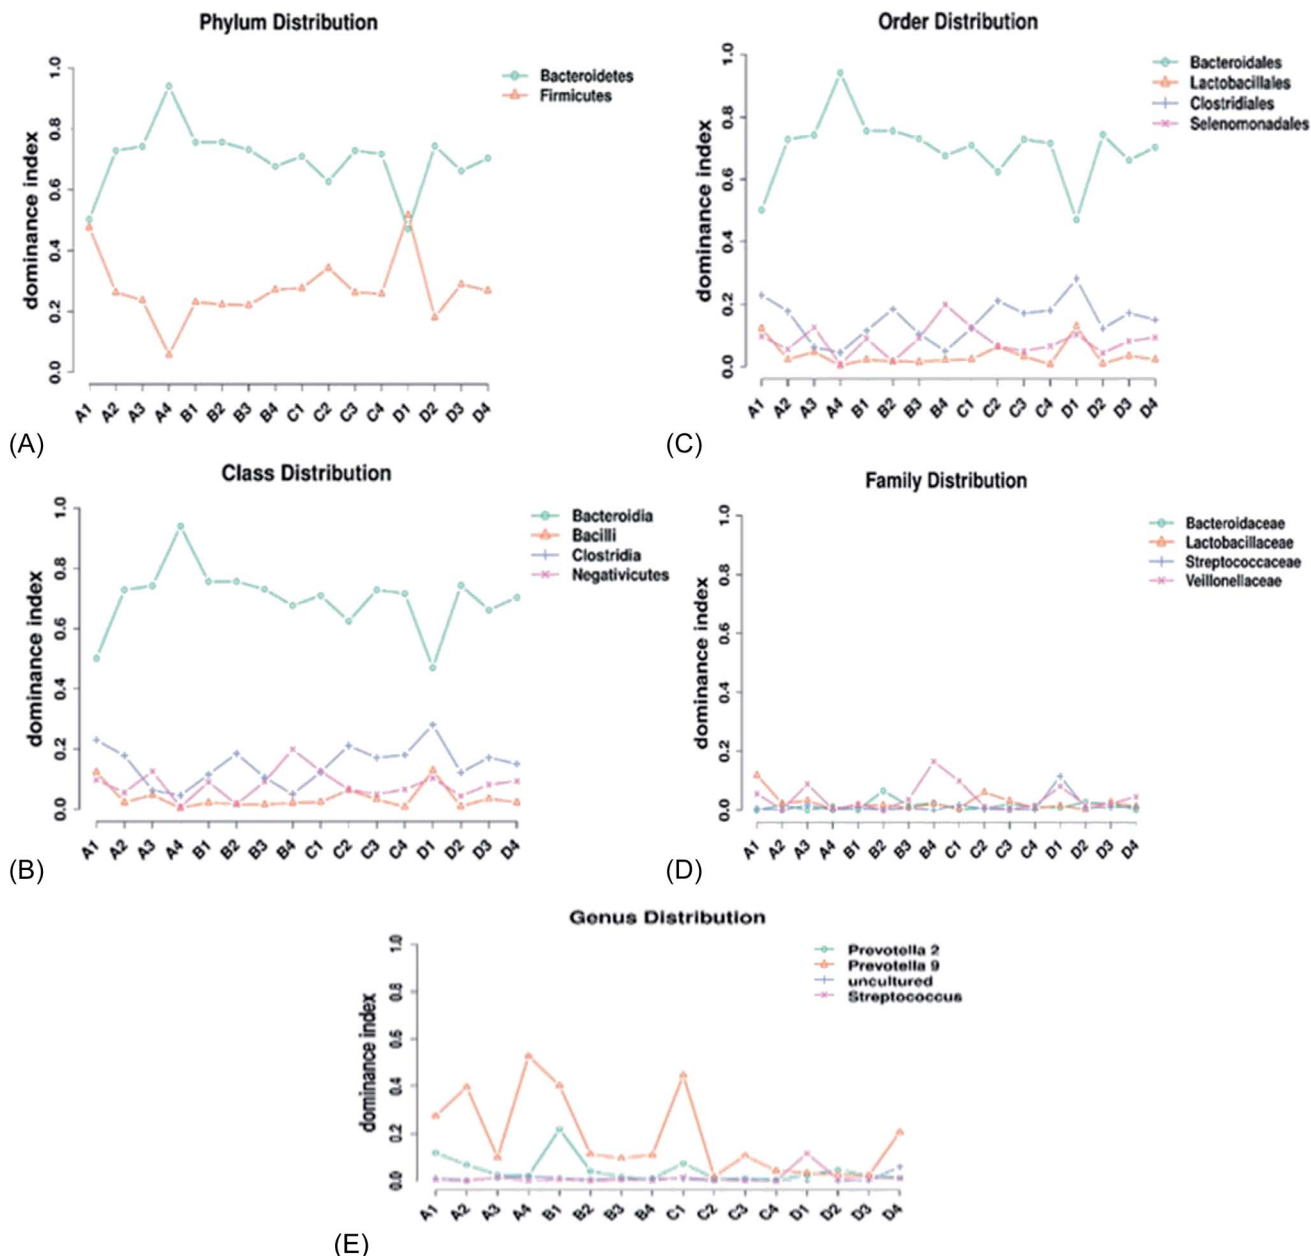 Phylum Distribution
dominance index
1.0
0.8
0.6
0.4
0.2
0.0
A1 A2 A3 A4 B1 B2 B3 B4 C1 C2 C3 C4 D1 D2 D3 D4
Bacteroidetes
Firmicutes
(A)
Order Distribution
dominance index
1.0
0.8
0.6
0.4
0.2
0.0
A1 A2 A3 A4 B1 B2 B3 B4 C1 C2 C3 C4 D1 D2 D3 D4
Bacteroidales
Lactobacillales
Clostridiales
Selenomonadales
(C)
Class Distribution
dominance index
1.0
0.8
0.6
0.4
0.2
0.0
A1 A2 A3 A4 B1 B2 B3 B4 C1 C2 C3 C4 D1 D2 D3 D4
Bacteroidia
Bacilli
Clostridia
Negativicutes
(B)
Family Distribution
dominance index
1.0
0.8
0.6
0.4
0.2
0.0
A1 A2 A3 A4 B1 B2 B3 B4 C1 C2 C3 C4 D1 D2 D3 D4
Bacteroidaceae
Lactobacillaceae
Streptococcaceae
Veillonellaceae
(D)
Genus Distribution
dominance index
1.0
0.8
0.6
0.4
0.2
0.0
A1 A2 A3 A4 B1 B2 B3 B4 C1 C2 C3 C4 D1 D2 D3 D4
Prevotella 2
Prevotella 9
uncultured
Streptococcus
(E)